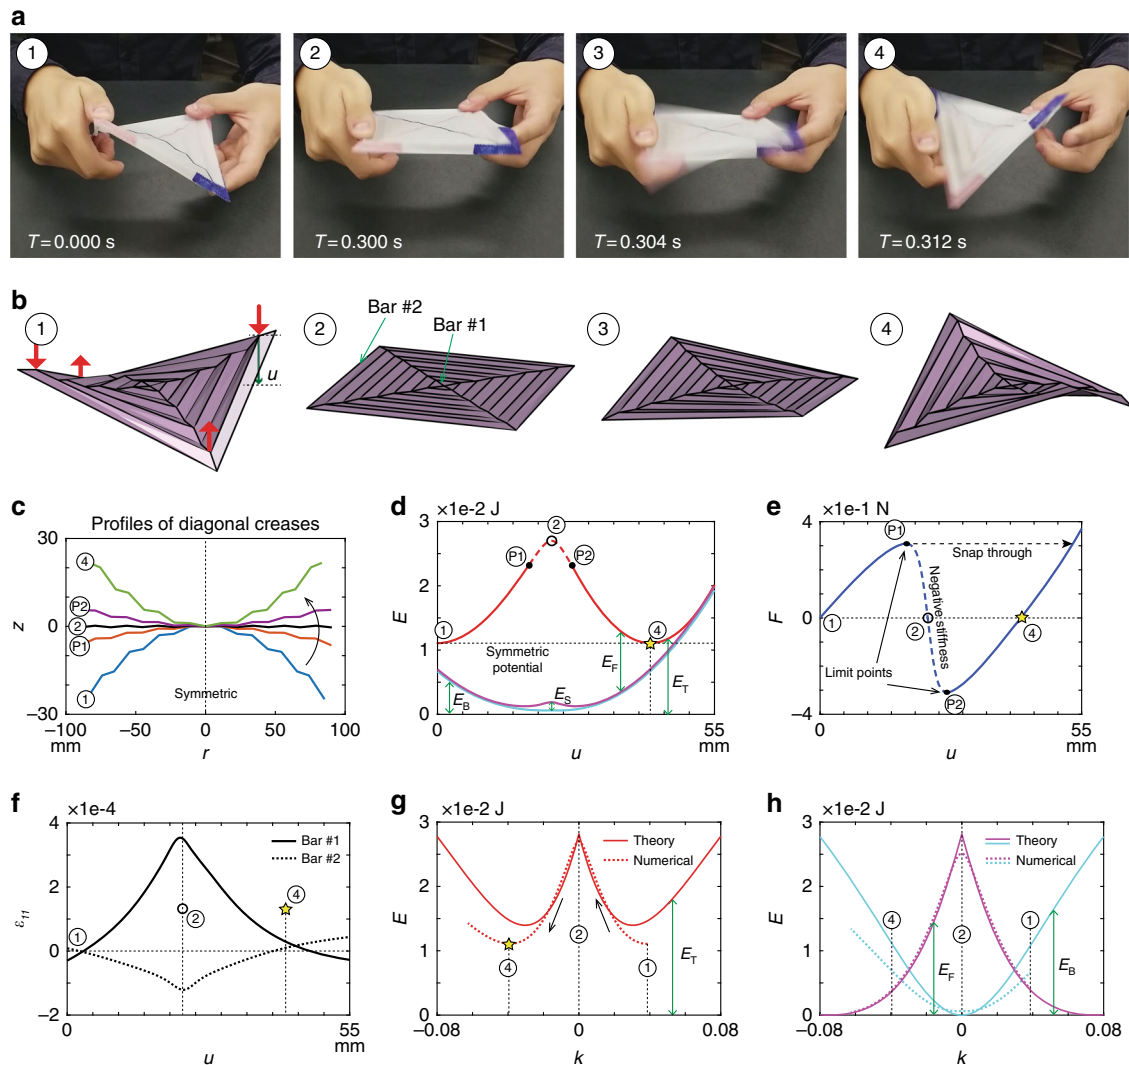 a
1
2
3
4
T = 0.000 s
T = 0.300 s
T = 0.304 s
T = 0.312 s
b
1
u
Bar #2
Bar #1
2
3
4
c
Profiles of diagonal creases
30
0
−30
z
4
P2
2
P1
1
Symmetric
−100
−50
0
50
100
mm
r
d
×1e-2 J
3
2
1
0
E
2
P1
P2
1
4
Symmetric
potential
E_B
E_S
E_F
E_T
0
55
mm
u
e
×1e-1 N
4
0
−4
F
P1
Snap through
Negative stiffness
1
2
4
Limit points
P2
0
55
mm
u
f
×1e-4
4
2
0
−2
ε₁₁
Bar #1
Bar #2
1
2
4
0
55
mm
u
g
×1e-2 J
3
2
1
0
E
Theory
Numerical
2
4
1
E_T
−0.08
0
0.08
k
h
×1e-2 J
3
2
1
0
E
Theory
Numerical
4
2
1
E_F
E_B
−0.08
0
0.08
k